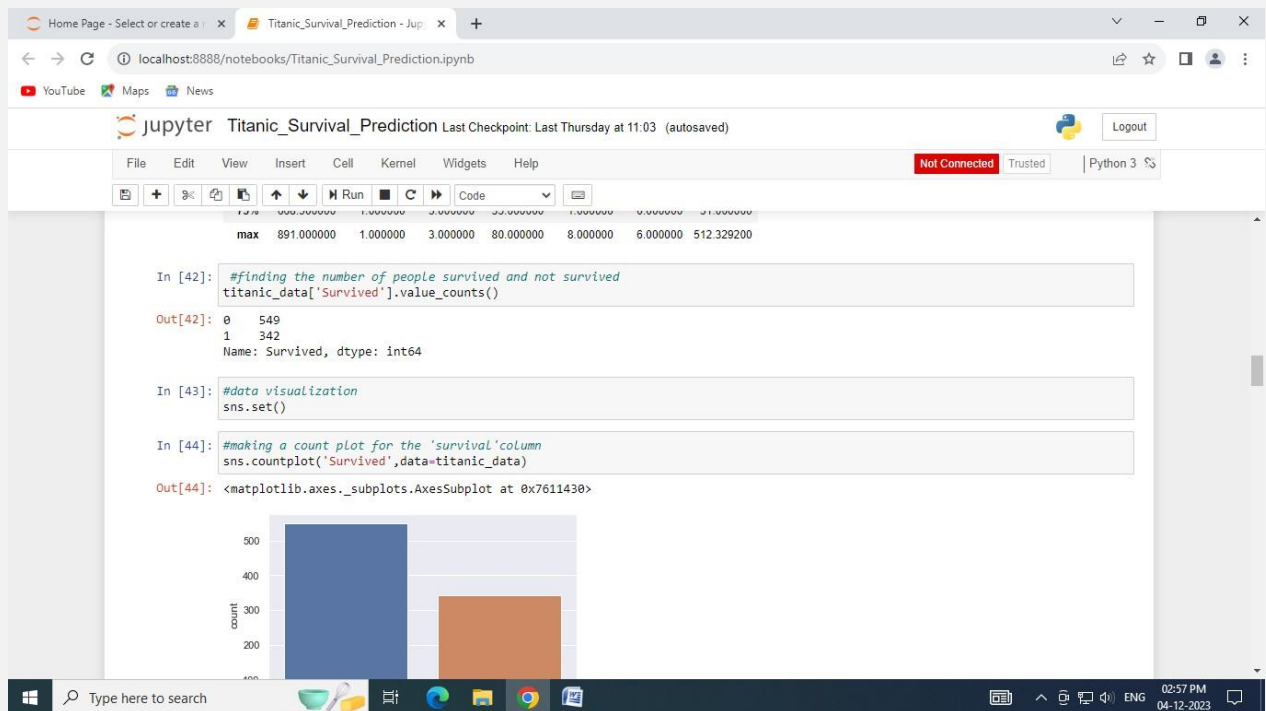 Home Page - Select or create a
Titanic_Survival_Prediction - Jup
localhost:8888/notebooks/Titanic_Survival_Prediction.ipynb
YouTube Maps News
jupyter Titanic_Survival_Prediction Last Checkpoint: Last Thursday at 11:03 (autosaved)
Logout
File Edit View Insert Cell Kernel Widgets Help
Not Connected Trusted Python 3
Run Code
max 891.000000 1.000000 3.000000 80.000000 8.000000 6.000000 512.329200
In [42]: #finding the number of people survived and not survived
titanic_data['Survived'].value_counts()
Out[42]: 0 549
1 342
Name: Survived, dtype: int64
In [43]: #data visualization
sns.set()
In [44]: #making a count plot for the 'survival'column
sns.countplot('Survived',data=titanic_data)
Out[44]: <matplotlib.axes._subplots.AxesSubplot at 0x7611430>
500
400
300
count
200
Type here to search
ENG
02:57 PM
04-12-2023